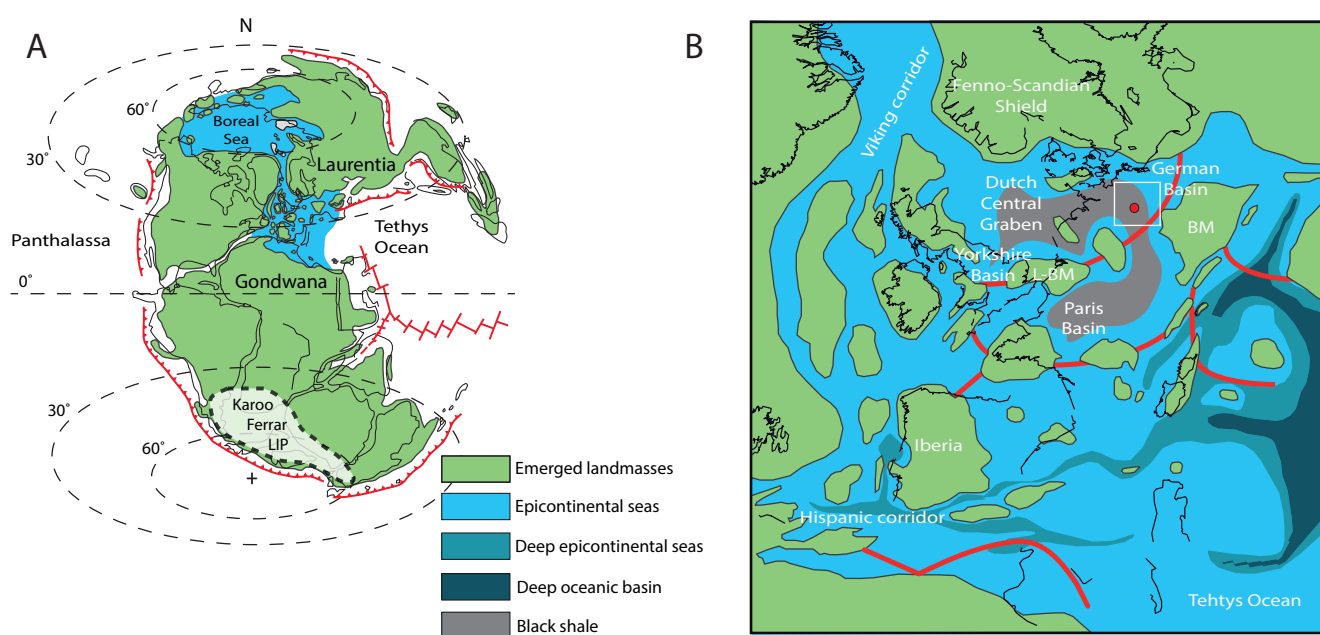 A
N
60°
Boreal
Sea
30°
Laurentia
Tethys
Ocean
Panthalassa
0°
Gondwana
30°
Karoo
Ferrar
LIP
60°
+
Emerged landmasses
Epicontinental seas
Deep epicontinental seas
Deep oceanic basin
Black shale
B
Viking corridor
Fenno-Scandian
Shield
German
Basin
Dutch
Central
Graben
BM
Yorkshire
Basin
L-BM
Paris
Basin
Iberia
Hispanic corridor
Tehtys Ocean